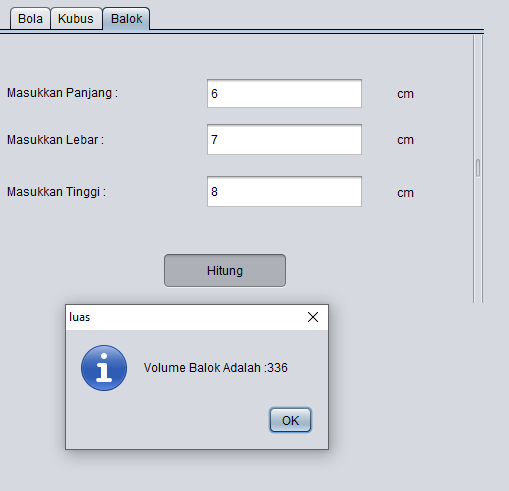 Bola Kubus Balok
Masukkan Panjang : 6 cm
Masukkan Lebar : 7 cm
Masukkan Tinggi : 8 cm
Hitung
luas
Volume Balok Adalah :336
OK